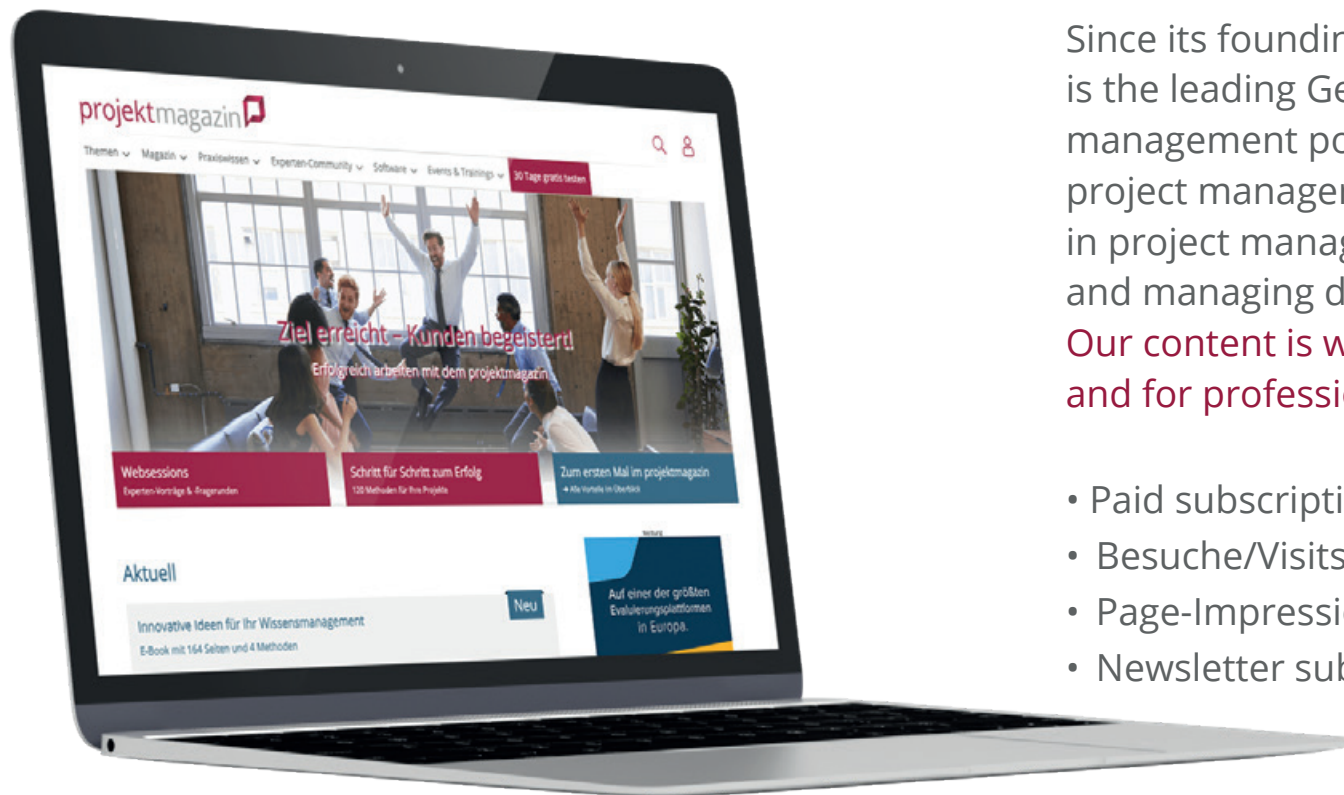 projektmagazin
Themen Magazin Praxiswissen Experten-Community Software Events & Trainings 30 Tage gratis testen
Ziel erreicht – Kunden begeistert!
Erfolgreich arbeiten mit dem projektmagazin
Websessions
Experten-Vorträge & -Fragerunden
Schritt für Schritt zum Erfolg
120 Methoden für Ihre Projekte
Zum ersten Mal im projektmagazin
→ Alle Vorteile im Überblick
Werbung
Aktuell
Neu
Innovative Ideen für Ihr Wissensmanagement
E-Book mit 164 Seiten und 4 Methoden
Auf einer der größten
Evaluierungsplattformen
in Europa.
Since its foundin
is the leading Ge
management po
project manager
in project manag
and managing d
Our content is w
and for professi
• Paid subscripti
• Besuche/Visits
• Page-Impressi
• Newsletter sub